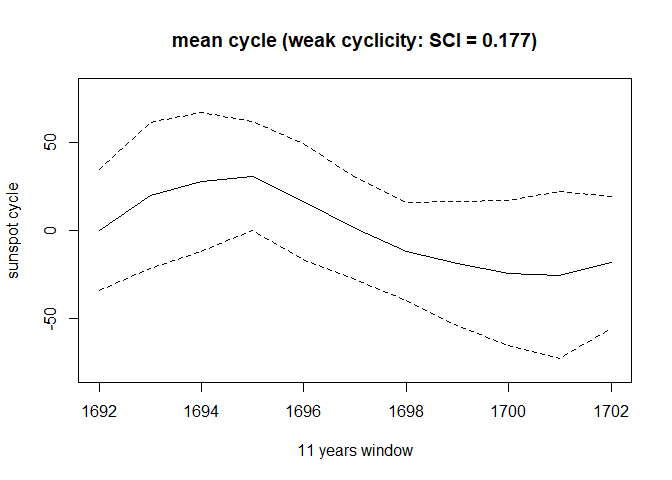 mean cycle (weak cyclicity: SCI = 0.177)
sunspot cycle
50
0
-50
1692 1694 1696 1698 1700 1702
11 years window